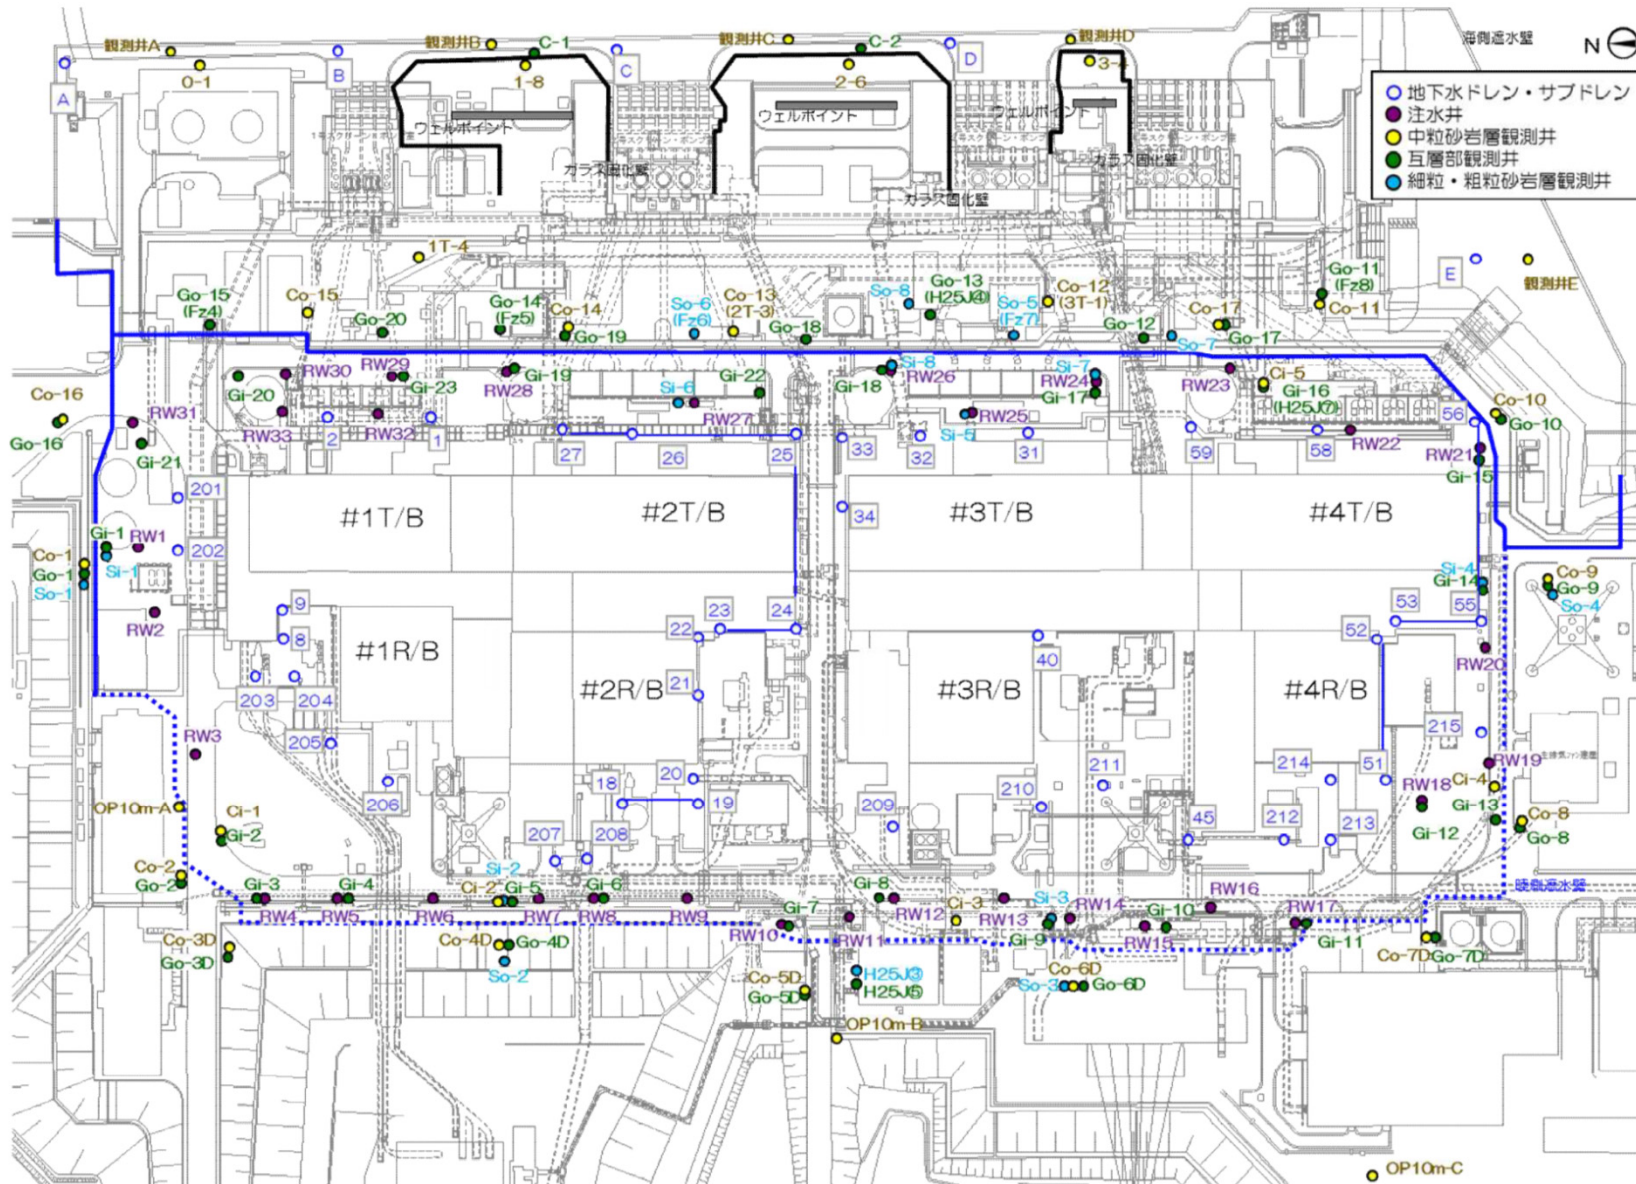 観測井A
観測井B
C-1
観測井C
C-2
観測井D
海側遮水壁
N
A
O-1
B
1-8
C
2-6
D
3-4
地下水ドレン・サブドレン
注水井
中粒砂岩層観測井
互層部観測井
細粒・粗粒砂岩層観測井
ウェルポイント
ウェルポイント
ウェルポイント
ガラス固化壁
ガラス固化壁
ガラス固化壁
1T-4
E
観測井E
Go-15
(Fz4)
Co-15
Go-20
Go-14
(Fz5)
Co-14
Go-19
So-6
(Fz6)
Co-13
(2T-3)
Go-18
So-8
Go-13
(H25J④)
So-5
(Fz7)
Co-12
(3T-1)
Go-12
So-7
Co-17
Go-17
Go-11
(Fz8)
Co-11
Co-16
Go-16
RW31
Gi-21
Gi-20
RW30
RW33
RW29
Gi-23
RW32
2
1
RW28
Gi-19
Si-6
RW27
Gi-22
Gi-18
Si-8
RW26
Si-5
RW25
Si-7
RW24
Gi-17
RW23
Ci-5
Gi-16
(H25J⑦)
RW22
56
Co-10
Go-10
RW21
Gi-15
27
26
25
33
32
31
59
58
201
202
#1T/B
#2T/B
34
#3T/B
#4T/B
Gi-1
RW1
Si-1
Co-1
Go-1
So-1
RW2
9
8
#1R/B
22
23
24
21
#2R/B
#3R/B
40
#4R/B
52
53
55
Si-4
Gi-14
Co-9
Go-9
So-4
RW20
203
204
205
206
RW3
OP10m-A
Ci-1
Gi-2
Co-2
Go-2
18
20
19
207
208
209
210
211
45
212
213
214
51
215
RW18
Gi-12
RW19
Ci-4
Gi-13
Co-8
Go-8
陸側遮水壁
Gi-3
RW4
RW5
Gi-4
RW6
Si-2
Ci-2
Gi-5
RW7
Gi-6
RW8
RW9
RW10
Gi-7
RW11
Gi-8
RW12
Ci-3
RW13
Si-3
Gi-9
RW14
Gi-10
RW15
RW16
RW17
Gi-11
Co-3D
Go-3D
Co-4D
Go-4D
So-2
Co-5D
Go-5D
H25J③
H25J⑤
Co-6D
So-3
Go-6D
Co-7D
Go-7D
OP10m-B
OP10m-C